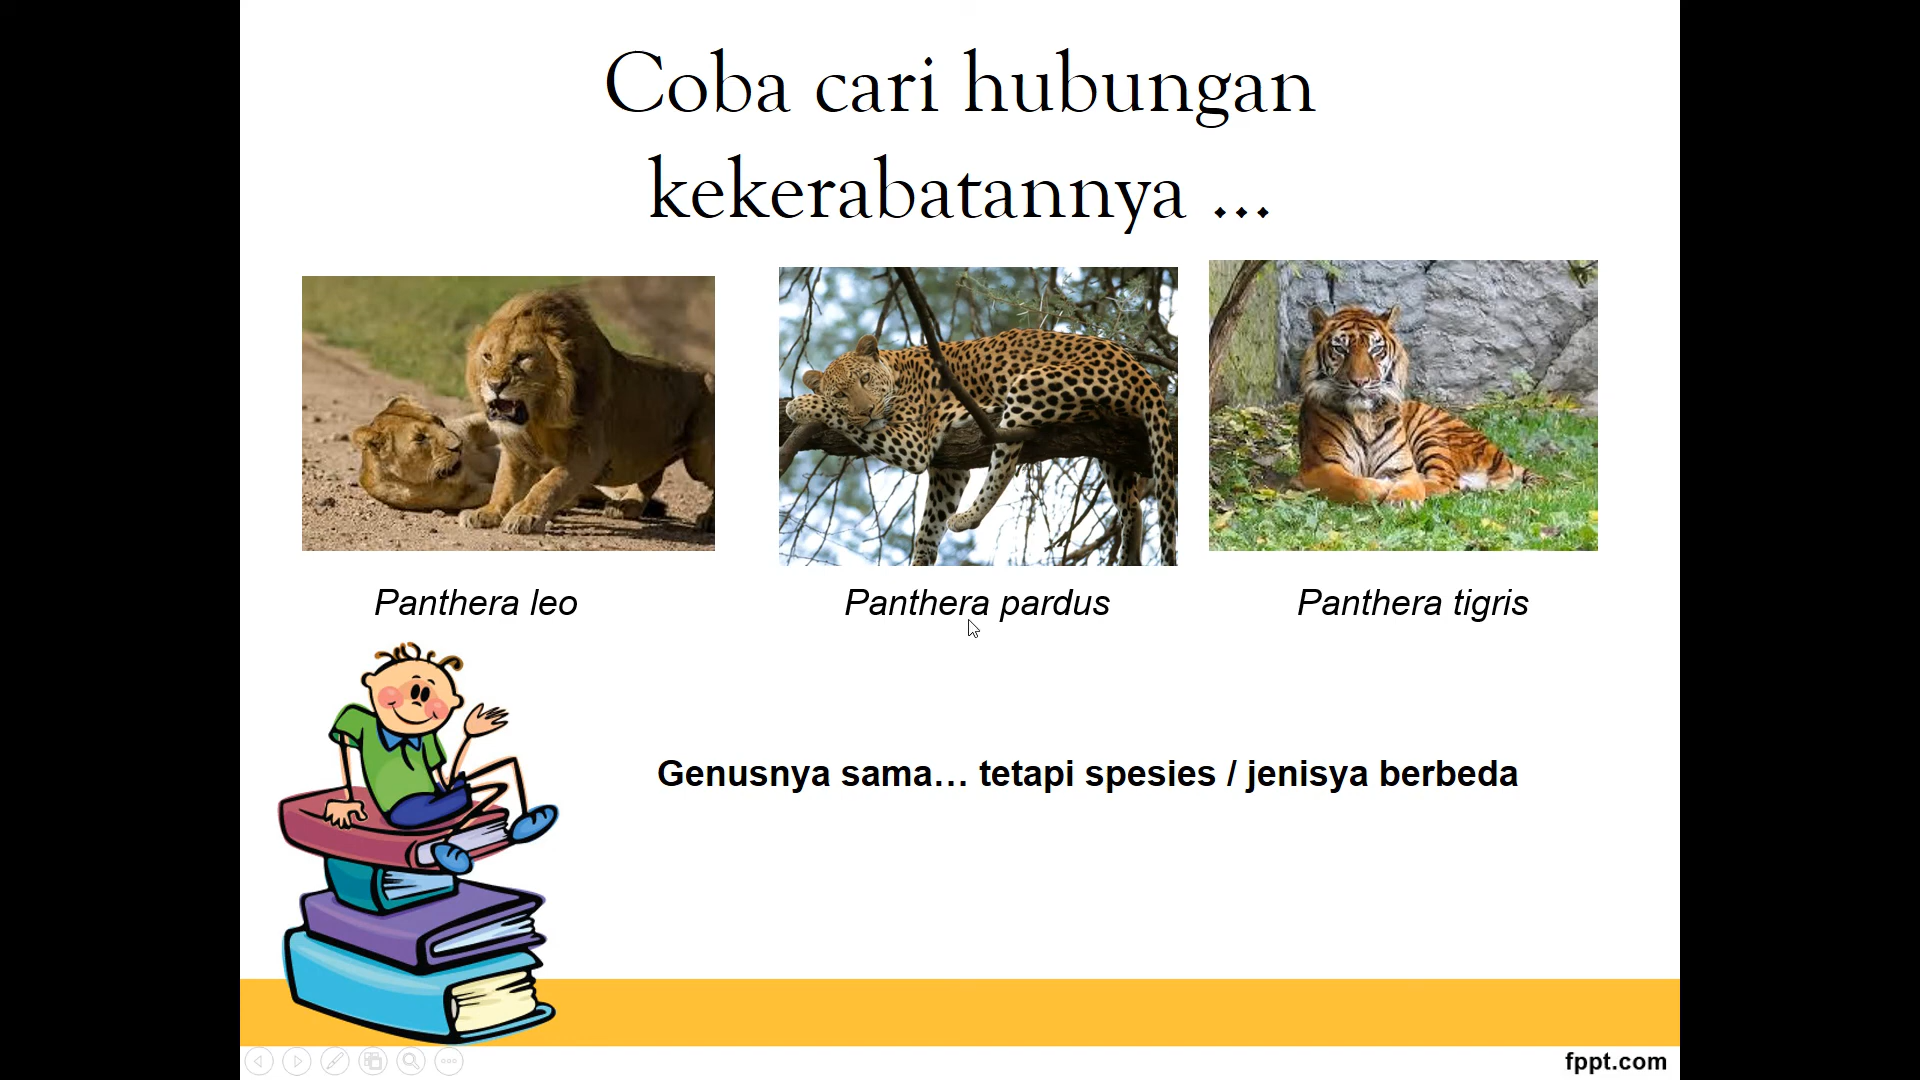 Coba cari hubungan
kekerabatannya ...
Panthera leo
Panthera pardus
Panthera tigris
Genusnya sama... tetapi spesies / jenisya berbeda
fppt.com